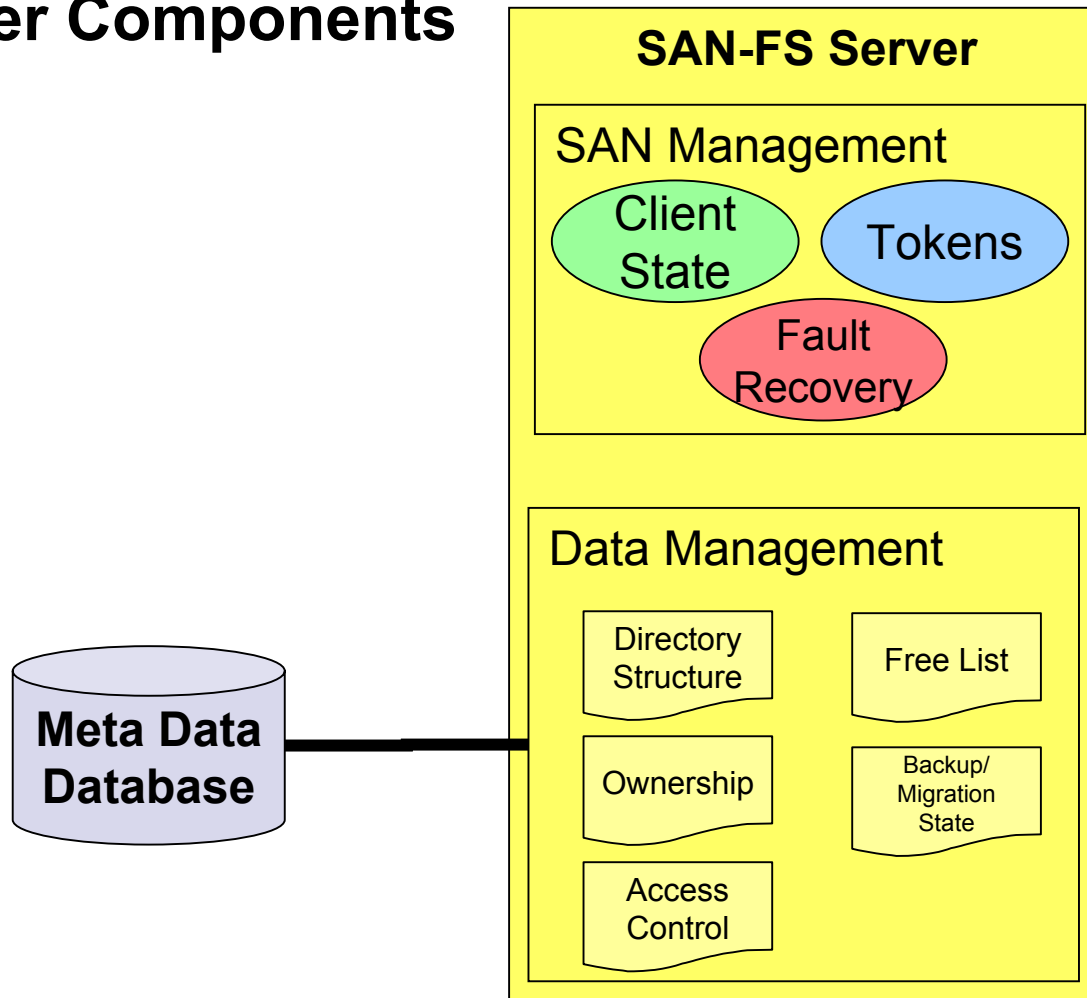 er Components
SAN-FS Server
SAN Management
Client
State
Tokens
Fault
Recovery
Data Management
Directory
Structure
Free List
Ownership
Backup/
Migration
State
Access
Control
Meta Data
Database